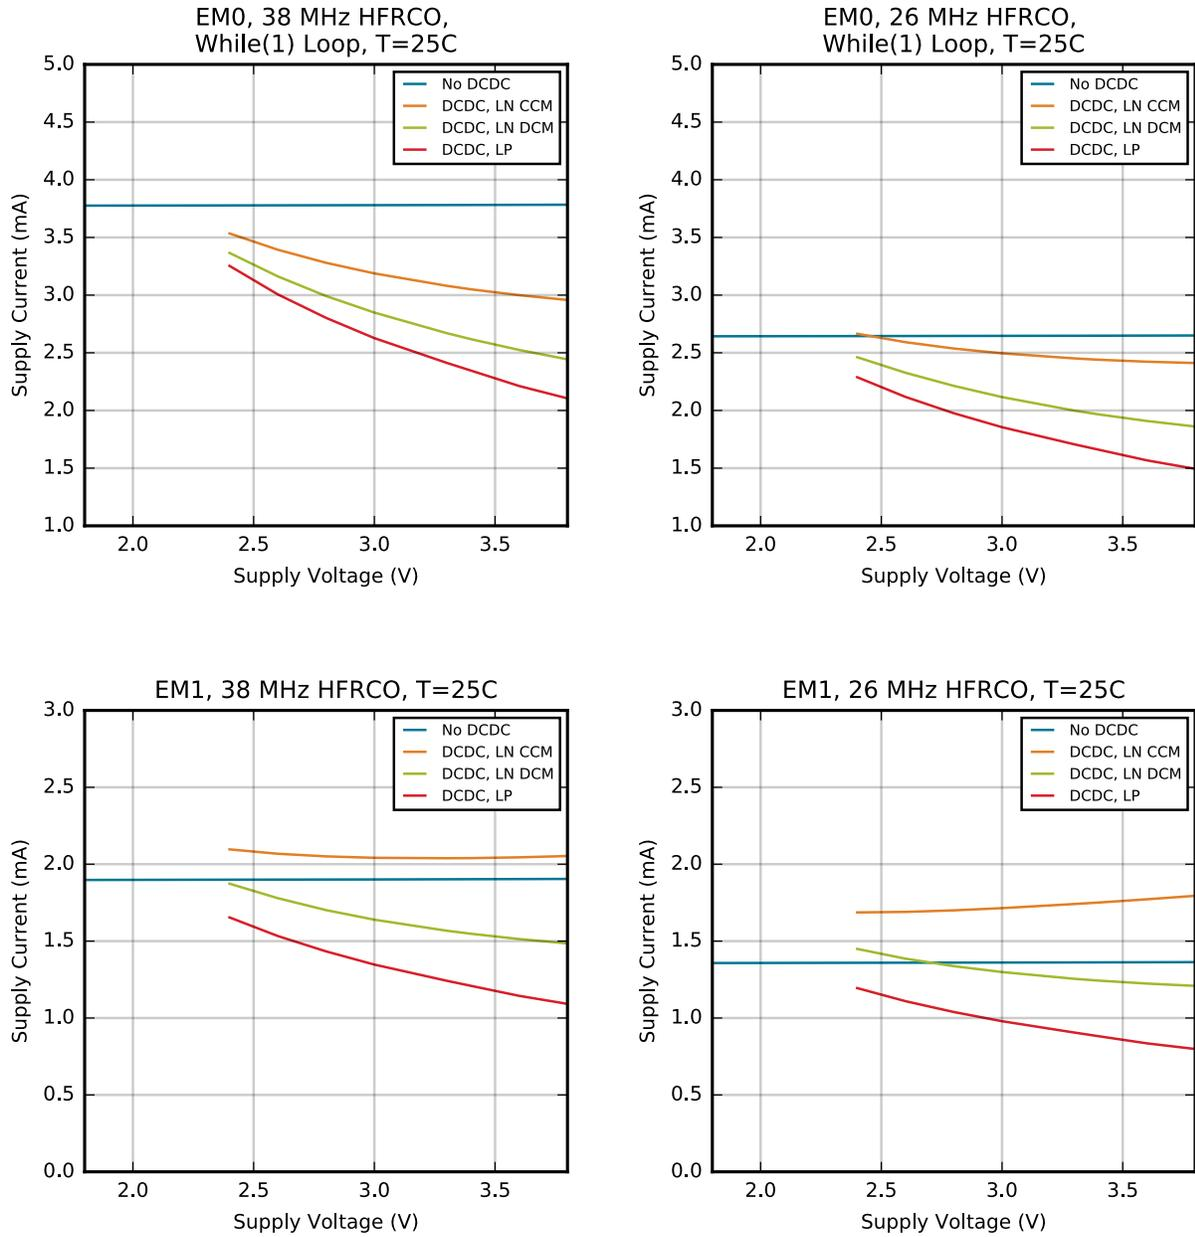 EM0, 38 MHz HFRCO,
While(1) Loop, T=25C
5.0
4.5
4.0
3.5
3.0
2.5
2.0
1.5
1.0
Supply Current (mA)
No DCDC
DCDC, LN CCM
DCDC, LN DCM
DCDC, LP
2.0 2.5 3.0 3.5
Supply Voltage (V)
EM0, 26 MHz HFRCO,
While(1) Loop, T=25C
5.0
4.5
4.0
3.5
3.0
2.5
2.0
1.5
1.0
Supply Current (mA)
No DCDC
DCDC, LN CCM
DCDC, LN DCM
DCDC, LP
2.0 2.5 3.0 3.5
Supply Voltage (V)
EM1, 38 MHz HFRCO, T=25C
3.0
2.5
2.0
1.5
1.0
0.5
0.0
Supply Current (mA)
No DCDC
DCDC, LN CCM
DCDC, LN DCM
DCDC, LP
2.0 2.5 3.0 3.5
Supply Voltage (V)
EM1, 26 MHz HFRCO, T=25C
3.0
2.5
2.0
1.5
1.0
0.5
0.0
Supply Current (mA)
No DCDC
DCDC, LN CCM
DCDC, LN DCM
DCDC, LP
2.0 2.5 3.0 3.5
Supply Voltage (V)